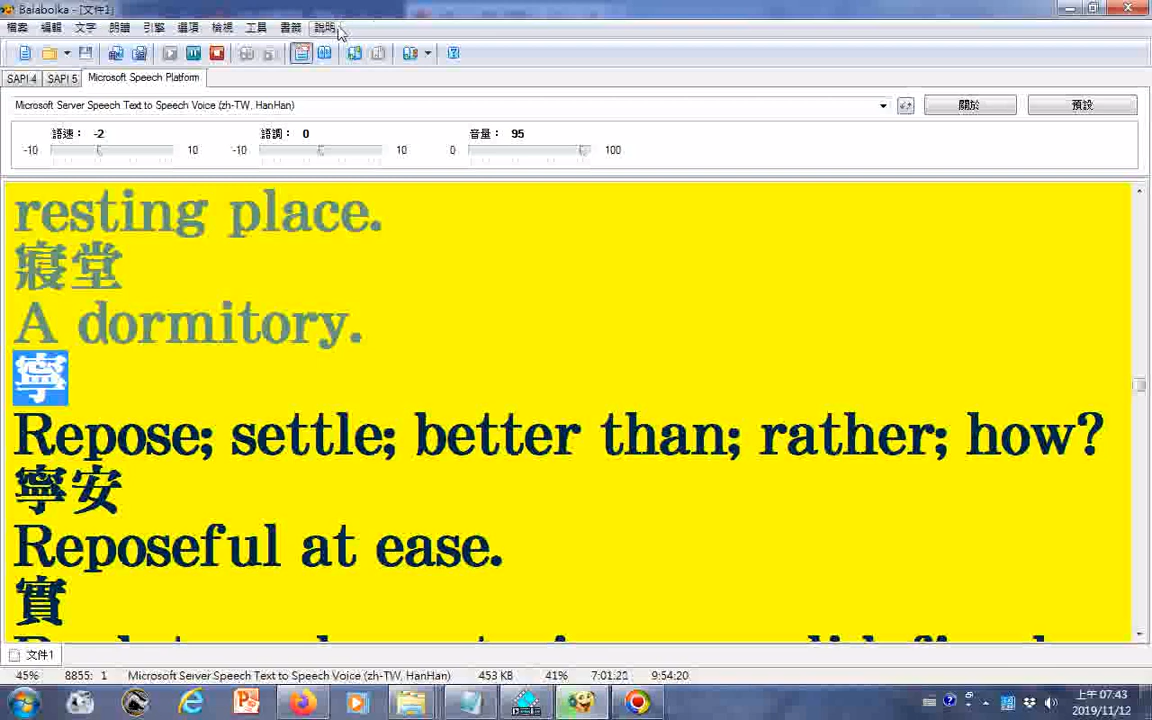 Balabolka - [文件1]
檔案 編輯 文字 朗讀 引擎 選項 檢視 工具 書籤 說明
SAPI 4 SAPI 5 Microsoft Speech Platform
Microsoft Server Speech Text to Speech Voice (zh-TW, HanHan) 關於 預設
語速： -2 語調： 0 音量： 95
-10 10 -10 10 0 100
resting place.
寢堂
A dormitory.
寧
Repose; settle; better than; rather; how?
寧安
Reposeful at ease.
實
文件1
45% 8855: 1 Microsoft Server Speech Text to Speech Voice (zh-TW, HanHan) 453 KB 41% 7:01:21 9:54:20
上午 07:43
2019/11/12